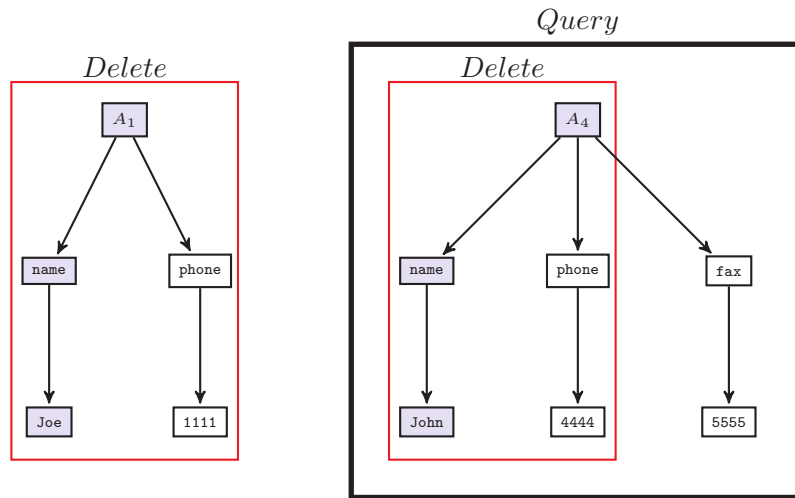 Query
Delete
Delete
A₁
A₄
name
phone
name
phone
fax
Joe
1111
John
4444
5555